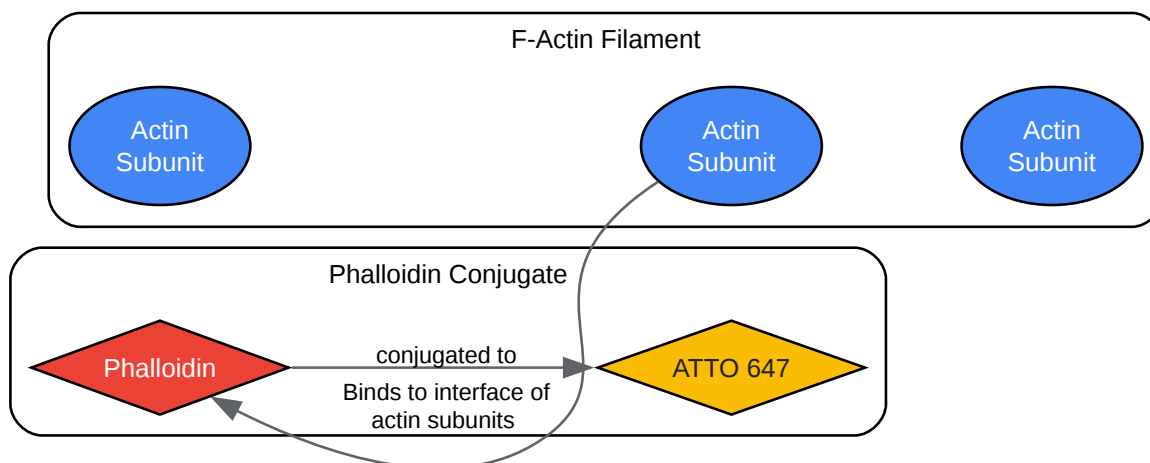 F-Actin Filament
Actin
Subunit
Actin
Subunit
Actin
Subunit
Phalloidin Conjugate
Phalloidin
conjugated to
ATTO 647
Binds to interface of
actin subunits